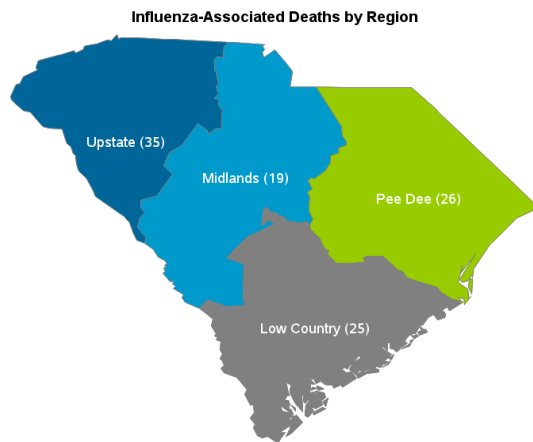 Influenza-Associated Deaths by Region
Upstate (35)
Midlands (19)
Pee Dee (26)
Low Country (25)